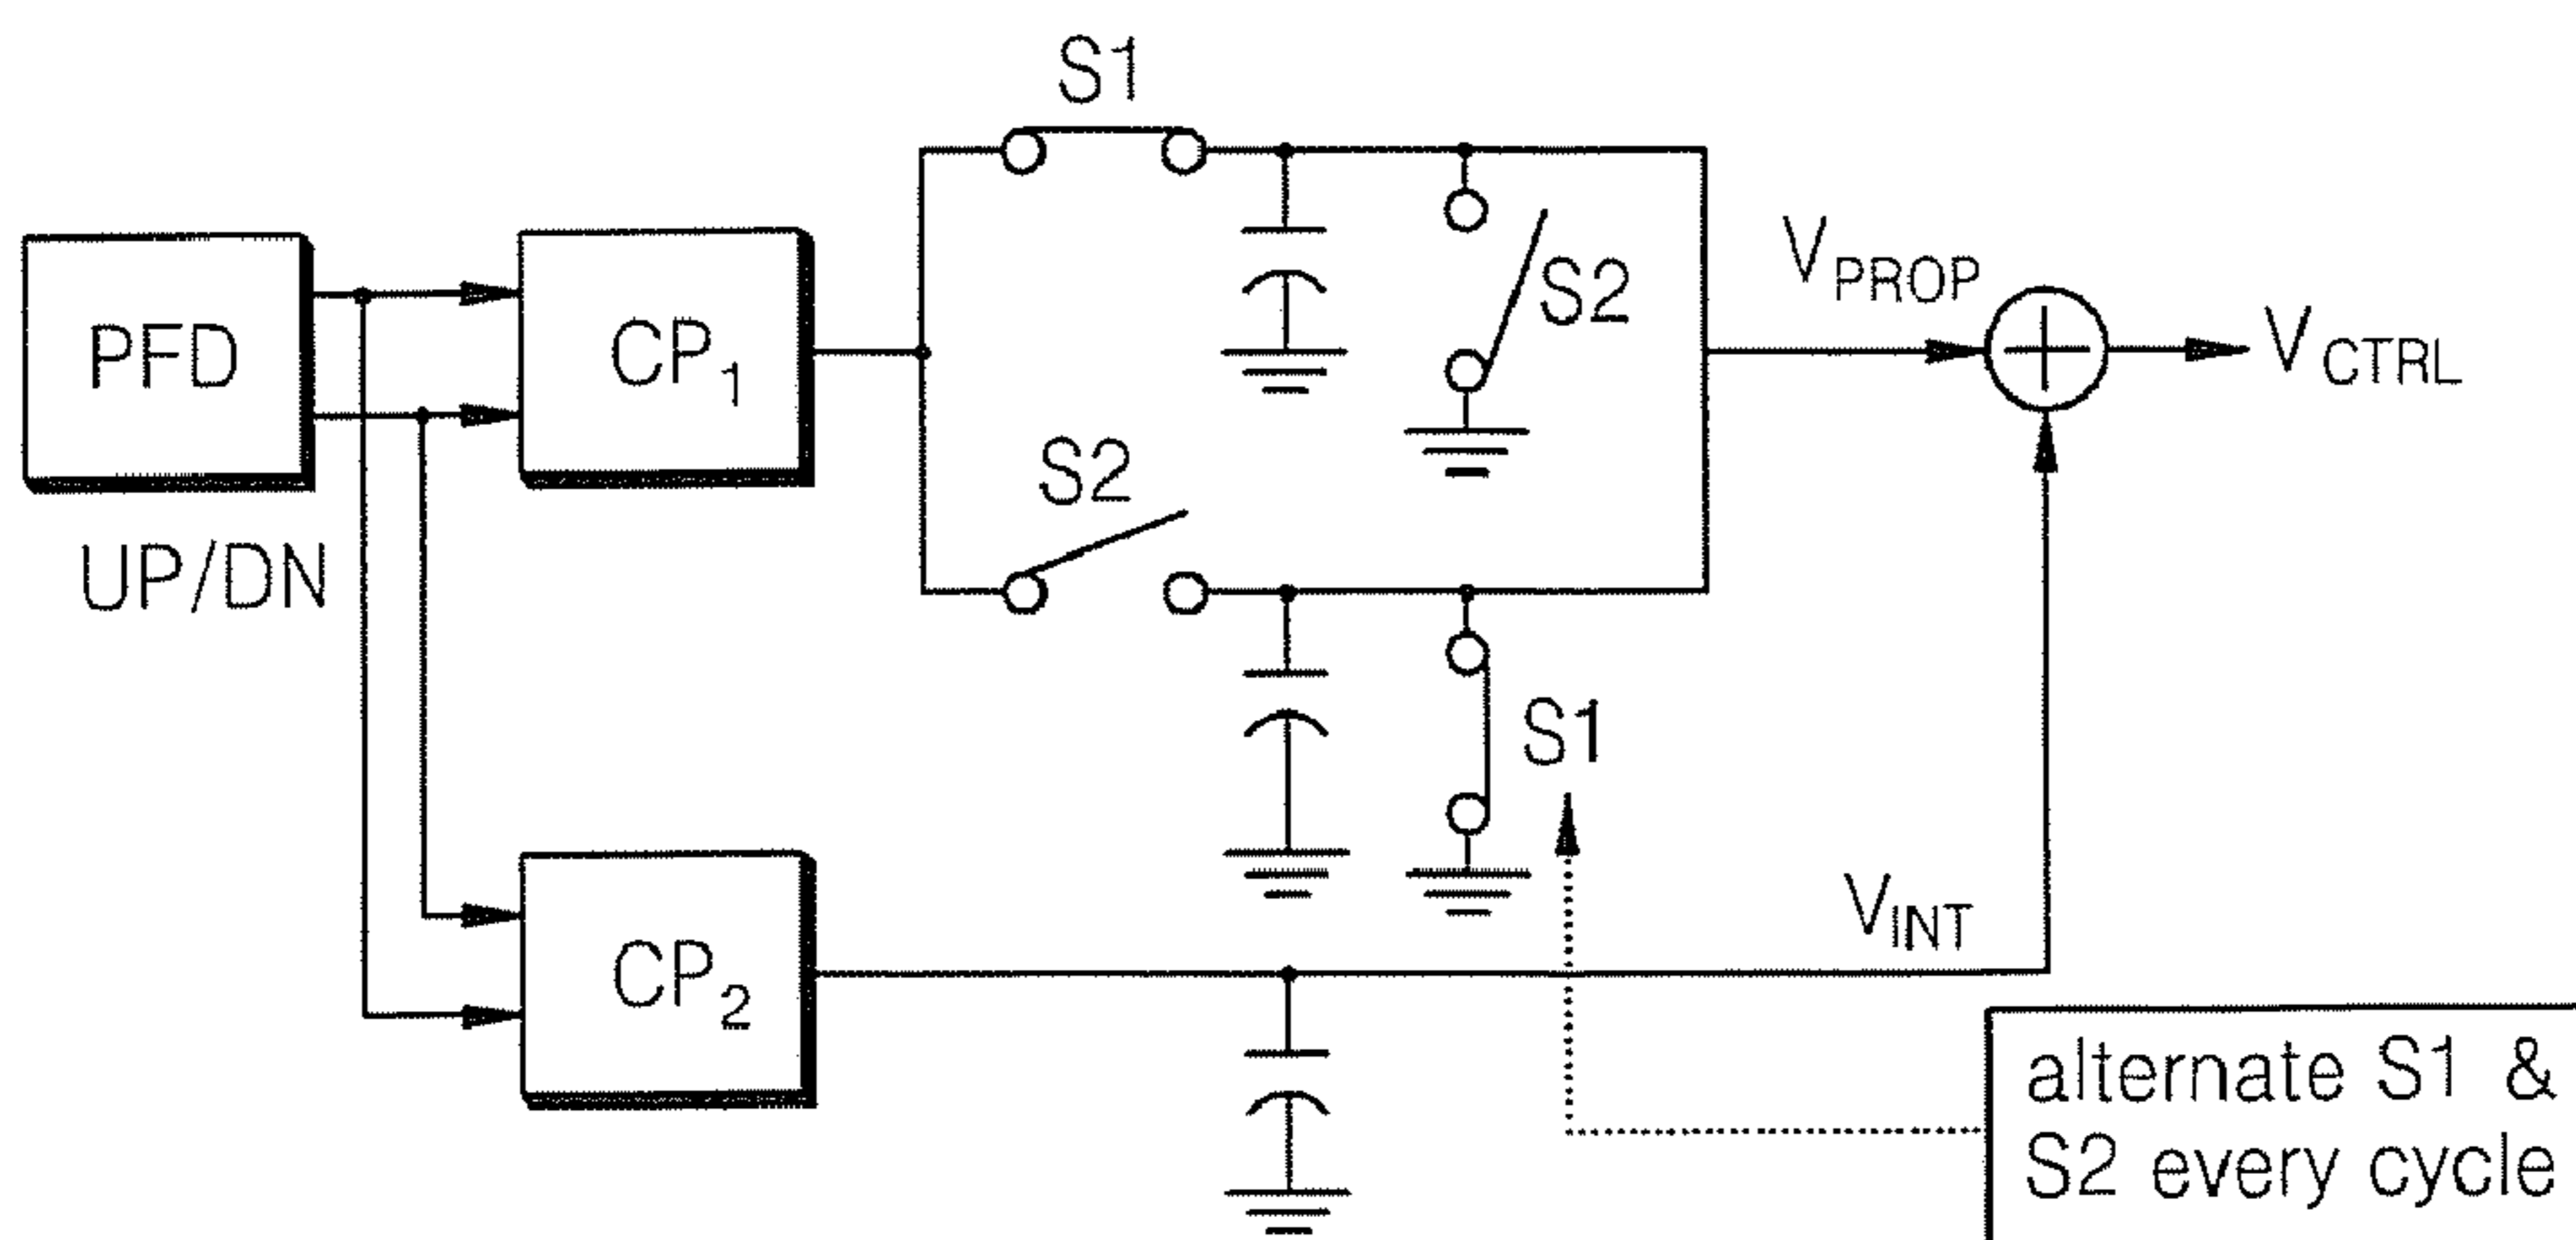 S1
PFD
CP1
S2
VPROP
VCTRL
S2
UP/DN
S1
CP2
VINT
alternate S1 &
S2 every cycle